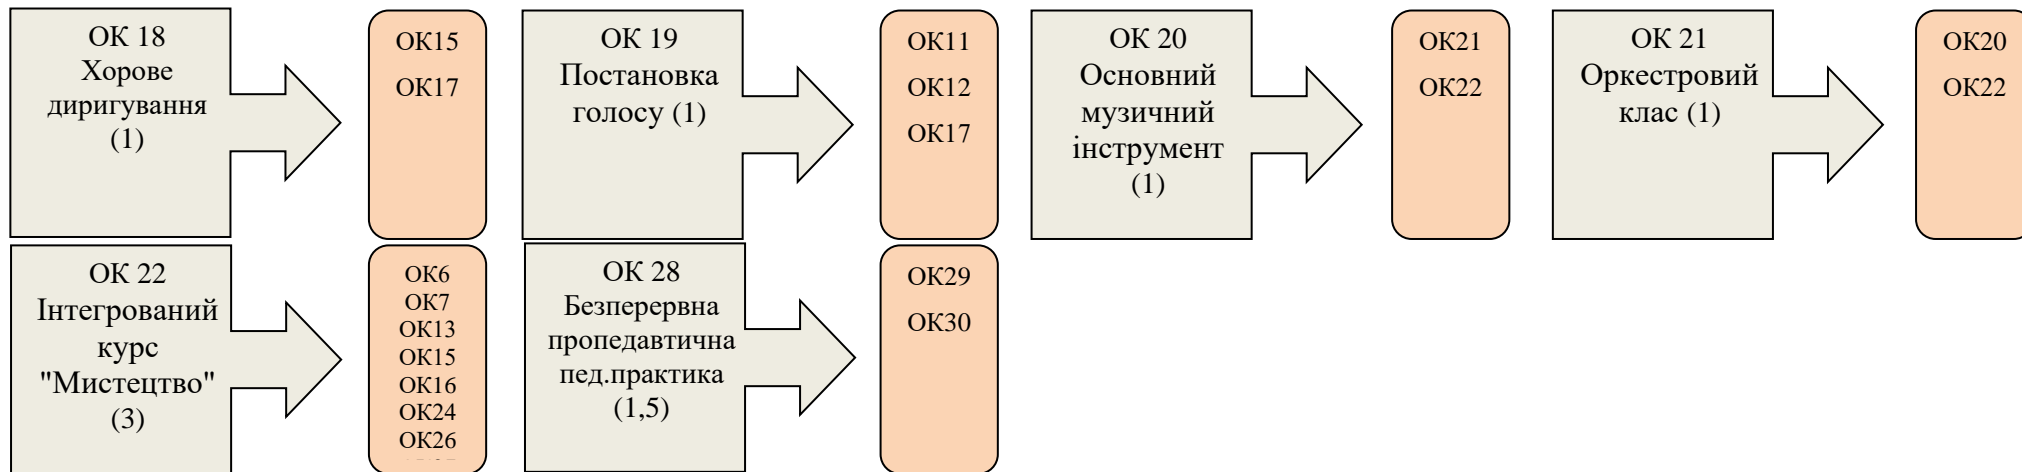 ОК 18
Хорове
диригування
(1)
ОК15
ОК17
ОК 19
Постановка
голосу (1)
ОК11
ОК12
ОК17
ОК 20
Основний
музичний
інструмент
(1)
ОК21
ОК22
ОК 21
Оркестровий
клас (1)
ОК20
ОК22
ОК 22
Інтегрований
курс
"Мистецтво"
(3)
ОК6
ОК7
ОК13
ОК15
ОК16
ОК24
ОК26
ОК 28
Безперервна
пропедавтична
пед.практика
(1,5)
ОК29
ОК30